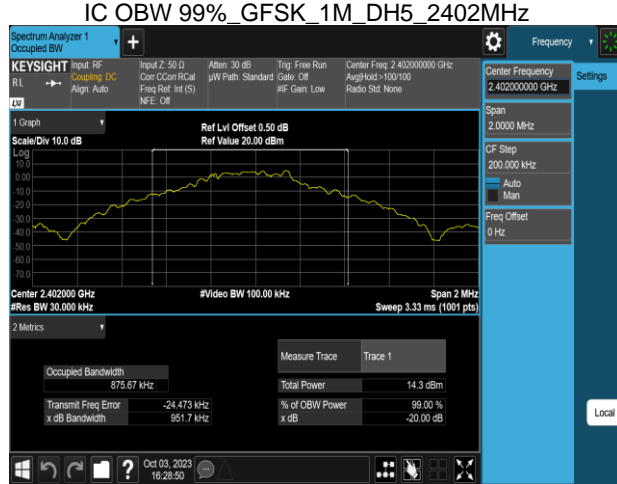 IC OBW 99%_GFSK_1M_DH5_2402MHz
Spectrum Analyzer 1
Occupied BW
+
Frequency
KEYSIGHT
RL
LXI
Input: RF
Coupling: DC
Align: Auto
Input Z: 50 Ω
Corr CCorr RCal
Freq Ref: Int (S)
NFE: Off
Atten: 30 dB
µW Path: Standard
Trig: Free Run
Gate: Off
#IF Gain: Low
Center Freq: 2.402000000 GHz
Avg|Hold:>100/100
Radio Std: None
Center Frequency
2.402000000 GHz
Settings
Span
2.0000 MHz
CF Step
200.000 kHz
Auto
Man
Freq Offset
0 Hz
Local
1 Graph
Scale/Div 10.0 dB
Ref Lvl Offset 0.50 dB
Ref Value 20.00 dBm
Log
10.0
0.00
-10.0
-20.0
-30.0
-40.0
-50.0
-60.0
-70.0
Center 2.402000 GHz
#Video BW 100.00 kHz
Span 2 MHz
#Res BW 30.000 kHz
Sweep 3.33 ms (1001 pts)
2 Metrics
Measure Trace
Trace 1
Occupied Bandwidth
875.67 kHz
Total Power
14.3 dBm
Transmit Freq Error
-24.473 kHz
% of OBW Power
99.00 %
x dB Bandwidth
951.7 kHz
x dB
-20.00 dB
?
Oct 03, 2023
16:28:50